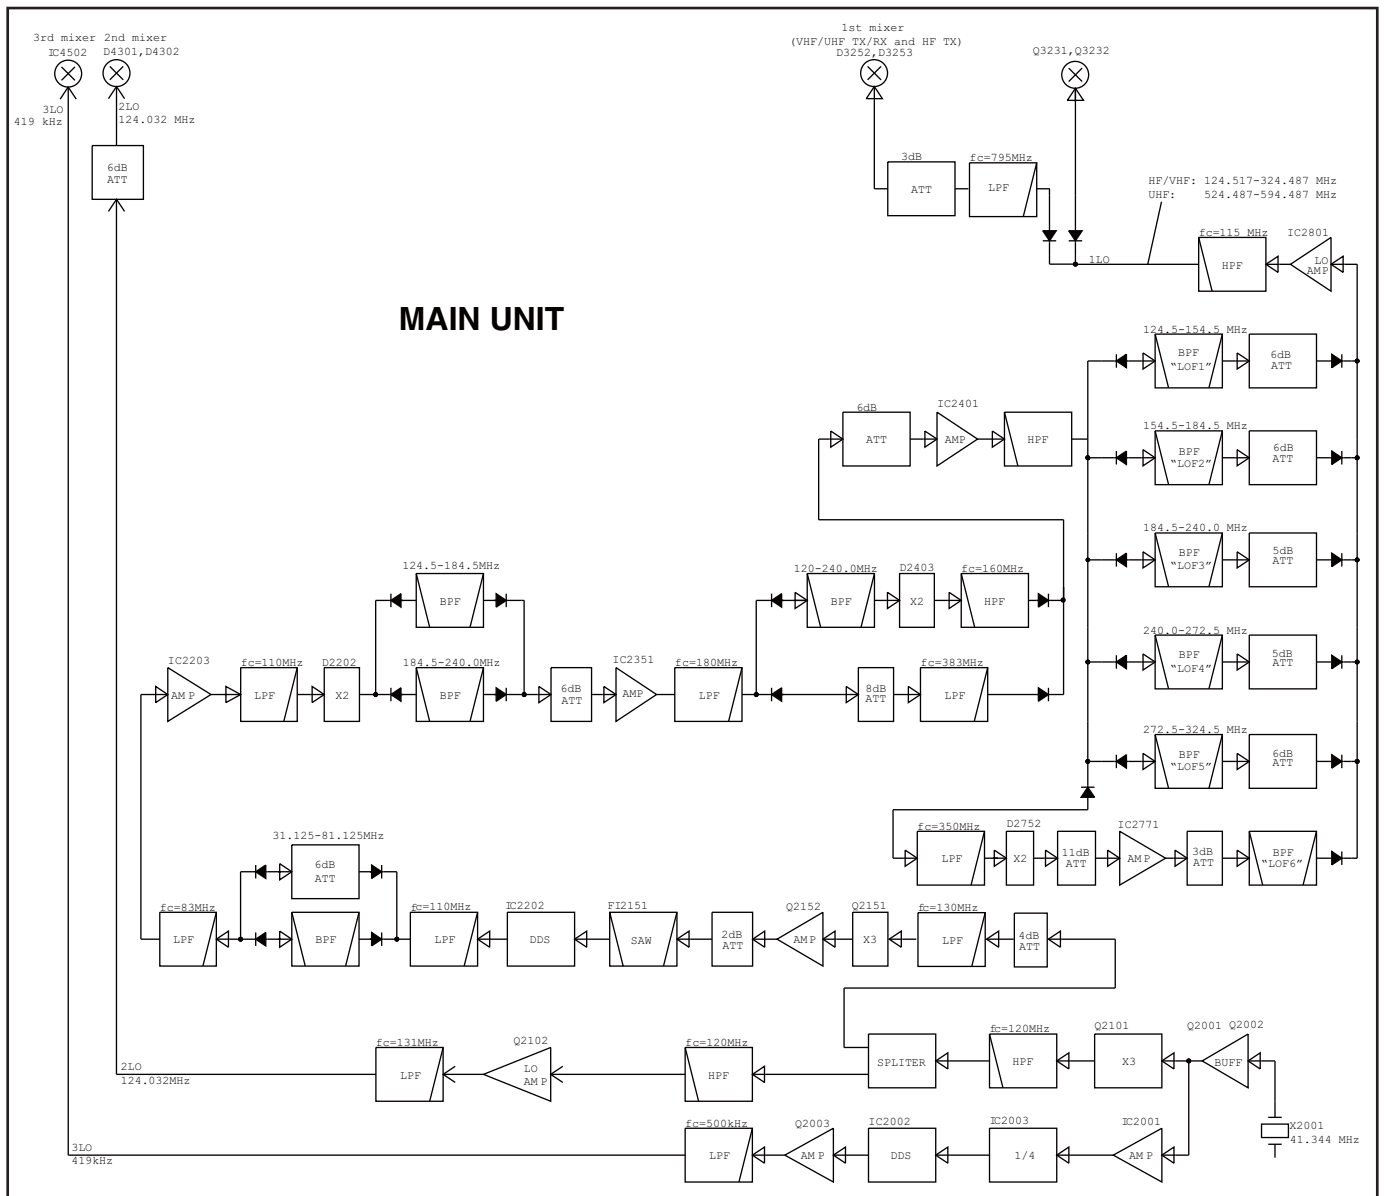 3rd mixer 2nd mixer
IC4502 D4301,D4302
1st mixer
(VHF/UHF TX/RX and HF TX)
D3252,D3253
Q3231,Q3232
3LO
419 kHz
2LO
124.032 MHz
6dB
ATT
3dB
ATT
fc=795MHz
LPF
HF/VHF: 124.517-324.487 MHz
UHF: 524.487-594.487 MHz
1LO
fc=115 MHz
HPF
IC2801
LO
AMP
MAIN UNIT
124.5-154.5 MHz
BPF
“LOF1”
6dB
ATT
6dB
ATT
IC2401
AMP
HPF
154.5-184.5 MHz
BPF
“LOF2”
6dB
ATT
184.5-240.0 MHz
BPF
“LOF3”
5dB
ATT
124.5-184.5MHz
BPF
120-240.0MHz
BPF
D2403
X2
fc=160MHz
HPF
240.0-272.5 MHz
BPF
“LOF4”
5dB
ATT
IC2203
AMP
fc=110MHz
LPF
D2202
X2
184.5-240.0MHz
BPF
6dB
ATT
IC2351
AMP
fc=180MHz
LPF
8dB
ATT
fc=383MHz
LPF
272.5-324.5 MHz
BPF
“LOF5”
6dB
ATT
31.125-81.125MHz
6dB
ATT
fc=350MHz
LPF
D2752
X2
11dB
ATT
IC2771
AMP
3dB
ATT
BPF
“LOF6”
fc=83MHz
LPF
BPF
fc=110MHz
LPF
IC2202
DDS
FI2151
SAW
2dB
ATT
Q2152
AMP
Q2151
X3
fc=130MHz
LPF
4dB
ATT
2LO
124.032MHz
fc=131MHz
LPF
Q2102
LO
AMP
fc=120MHz
HPF
SPLITER
fc=120MHz
HPF
Q2101
X3
Q2001 Q2002
BUFF
3LO
419kHz
fc=500kHz
LPF
Q2003
AMP
IC2002
DDS
IC2003
1/4
IC2001
AMP
X2001
41.344 MHz